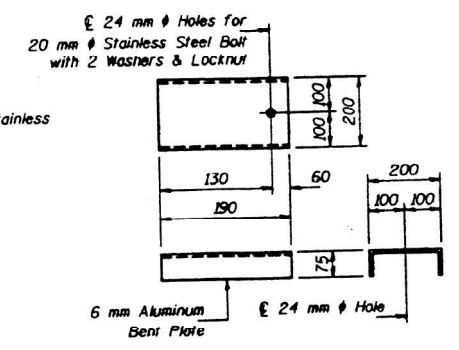 ℄ 24 mm ϕ Holes for
20 mm ϕ Stainless Steel Bolt
with 2 Washers & Locknut
tainless
100
100
200
130
60
190
200
100
100
75
6 mm Aluminum
Bent Plate
℄ 24 mm ϕ Hole